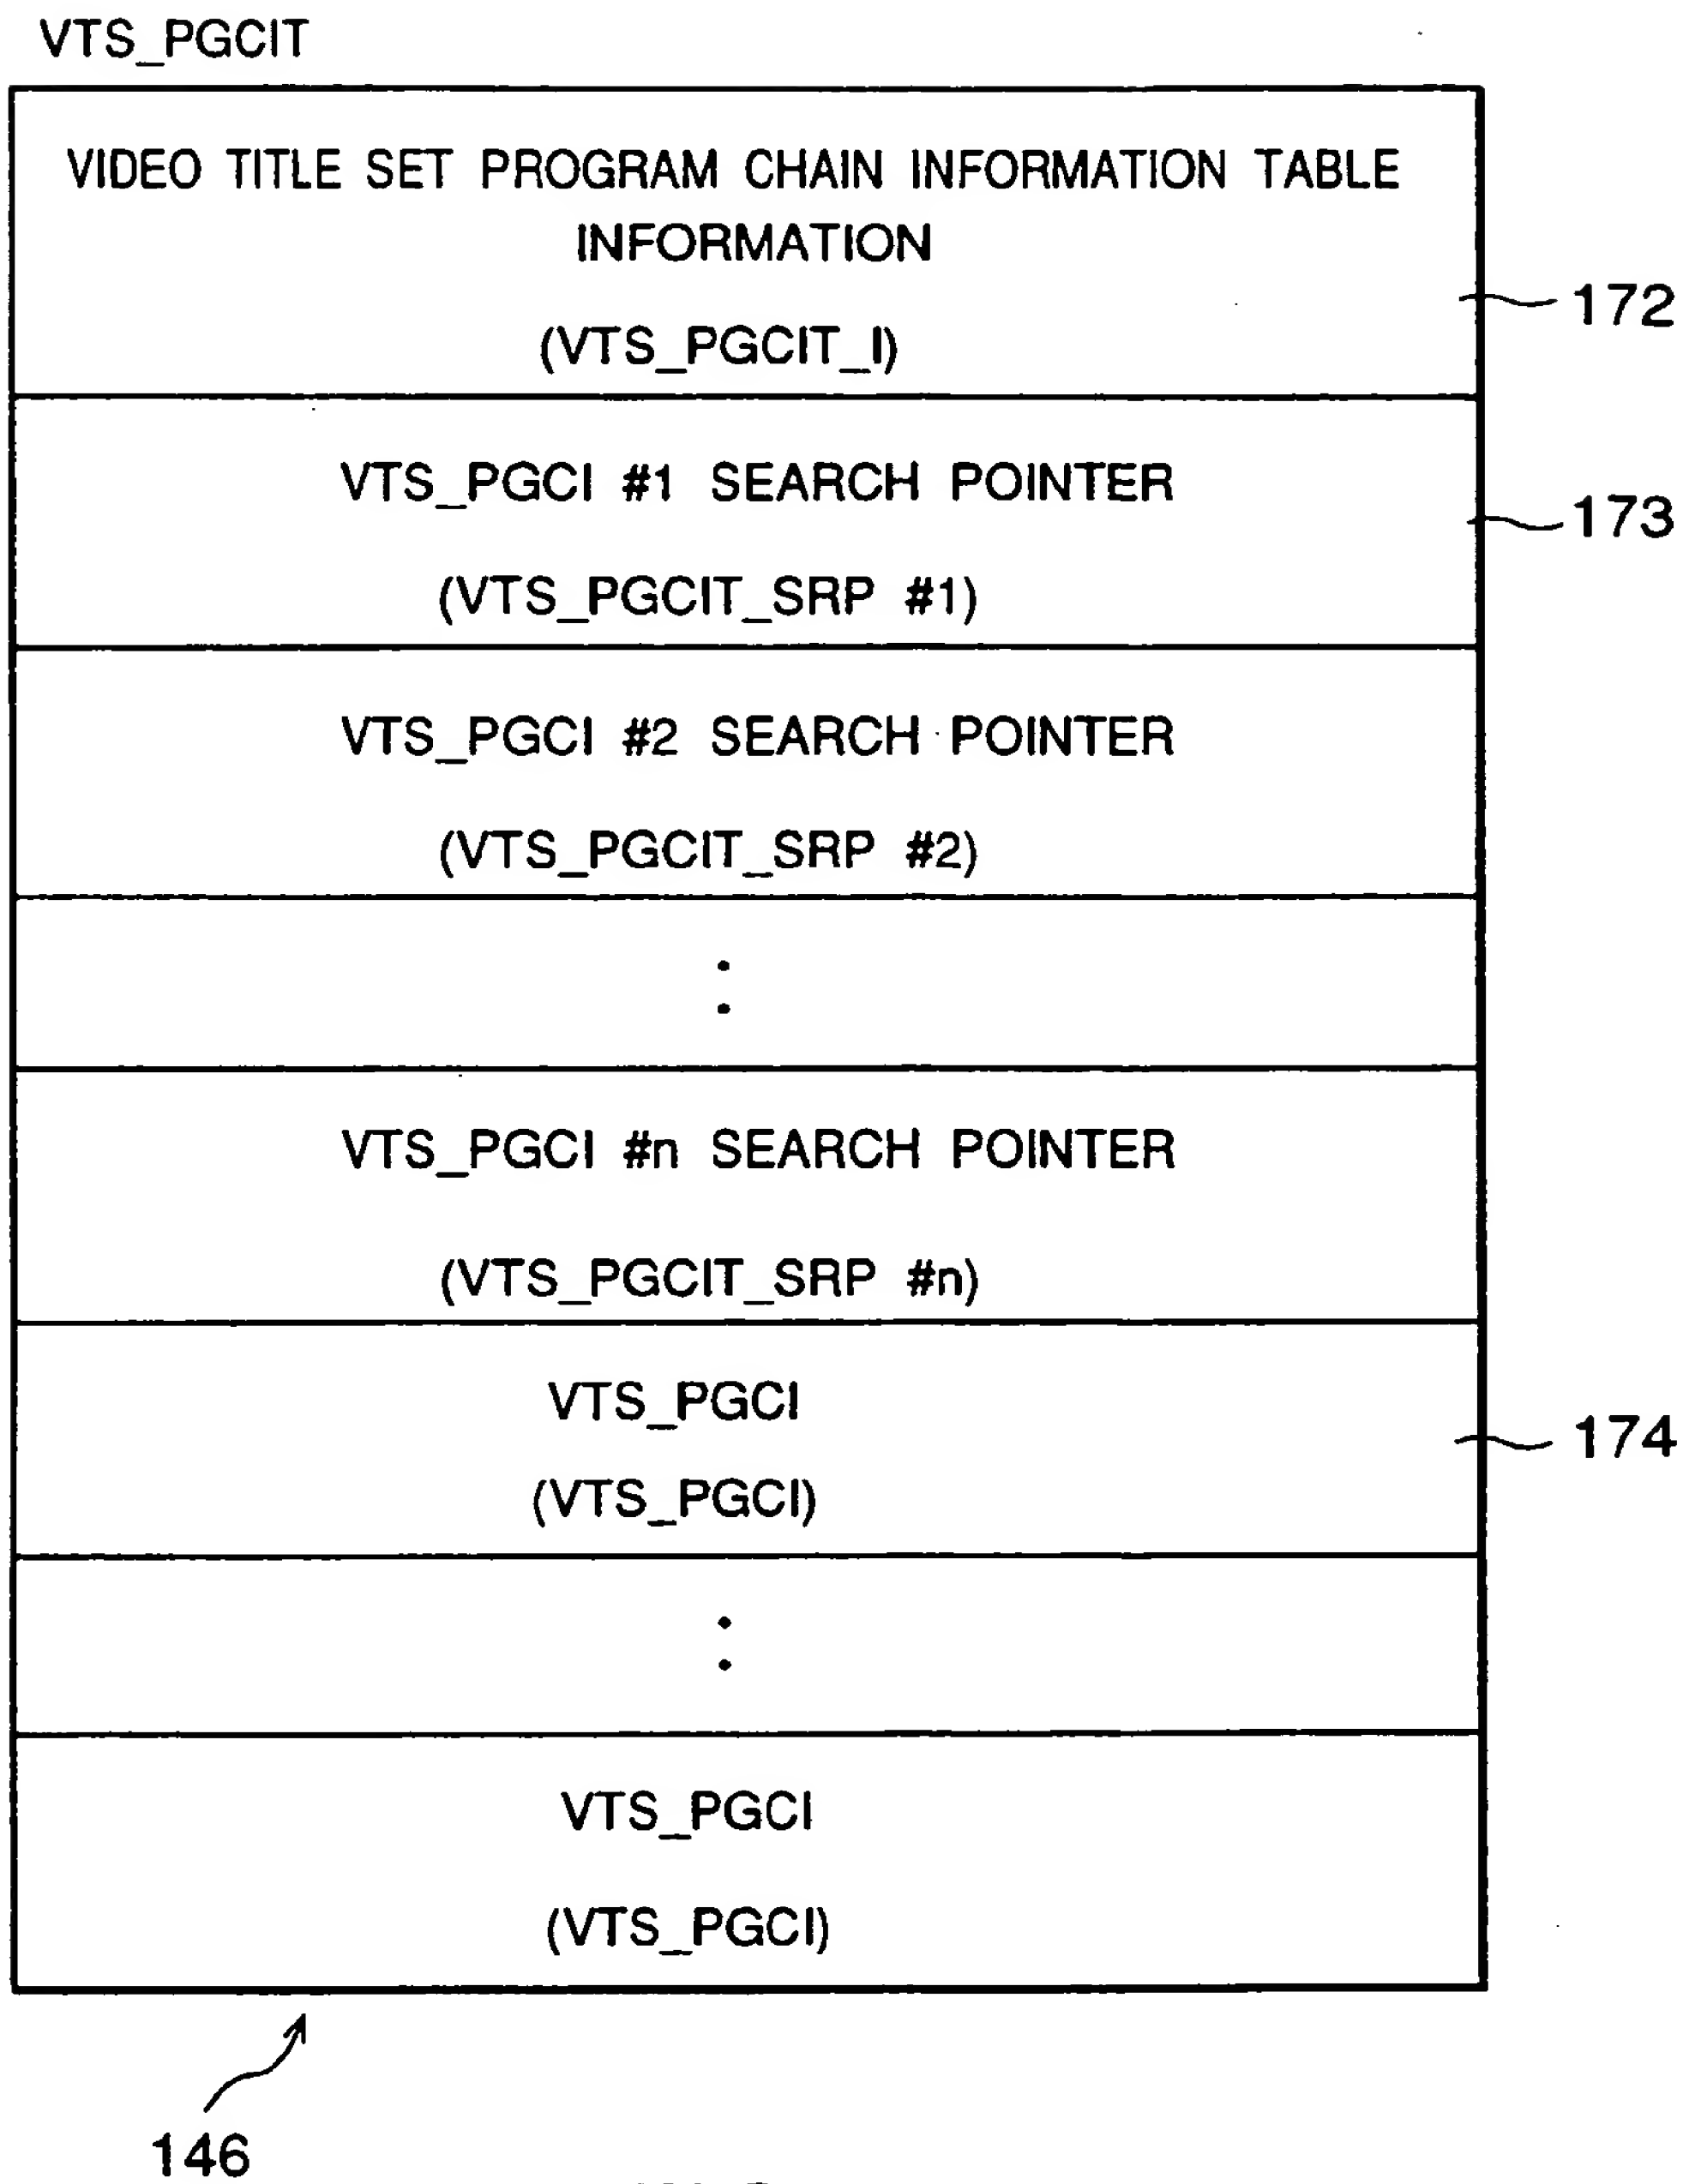 VTS_PGCIT
VIDEO TITLE SET PROGRAM CHAIN INFORMATION TABLE
INFORMATION
(VTS_PGCIT_I)
172
VTS_PGCI #1 SEARCH POINTER
173
(VTS_PGCIT_SRP #1)
VTS_PGCI #2 SEARCH POINTER
(VTS_PGCIT_SRP #2)
:
VTS_PGCI #n SEARCH POINTER
(VTS_PGCIT_SRP #n)
VTS_PGCI
174
(VTS_PGCI)
:
VTS_PGCI
(VTS_PGCI)
146